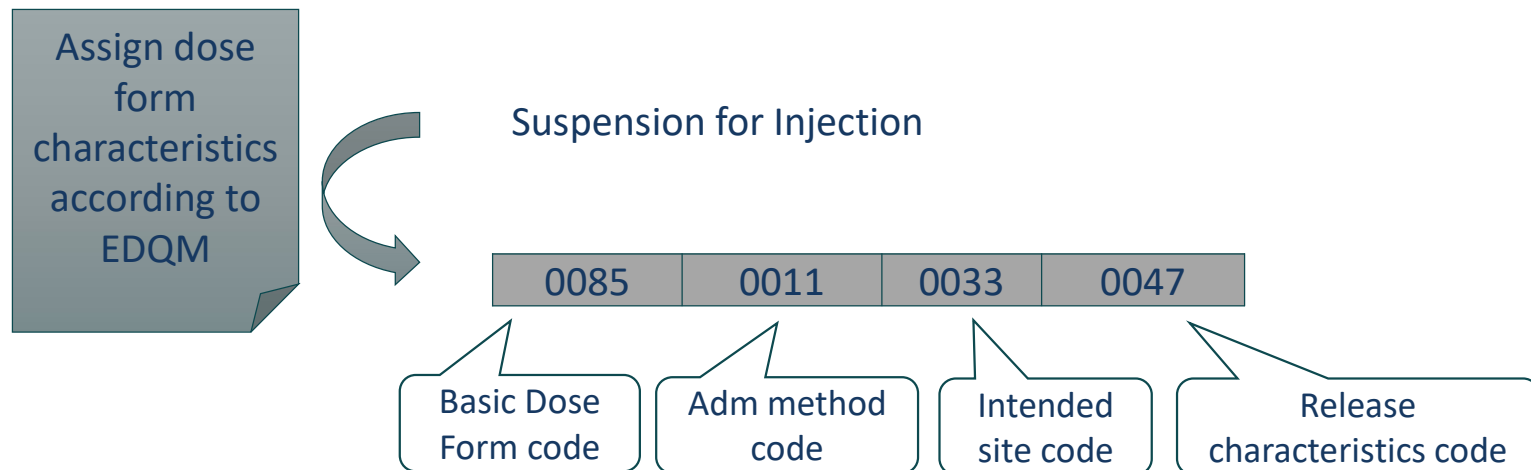 Assign dose
form
characteristics
according to
EDQM
Suspension for Injection
0085 0011 0033 0047
Basic Dose
Form code
Adm method
code
Intended
site code
Release
characteristics code